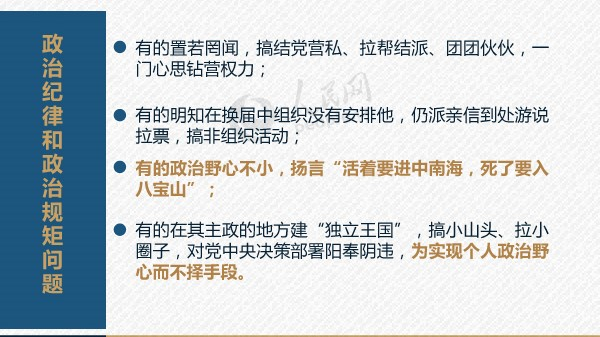 政治纪律和政治规矩问题
有的置若罔闻，搞结党营私、拉帮结派、团团伙伙，一
门心思钻营权力；
有的明知在换届中组织没有安排他，仍派亲信到处游说
拉票，搞非组织活动；
有的政治野心不小，扬言“活着要进中南海，死了要入
八宝山”；
有的在其主政的地方建“独立王国”，搞小山头、拉小
圈子，对党中央决策部署阳奉阴违，为实现个人政治野
心而不择手段。
人民网